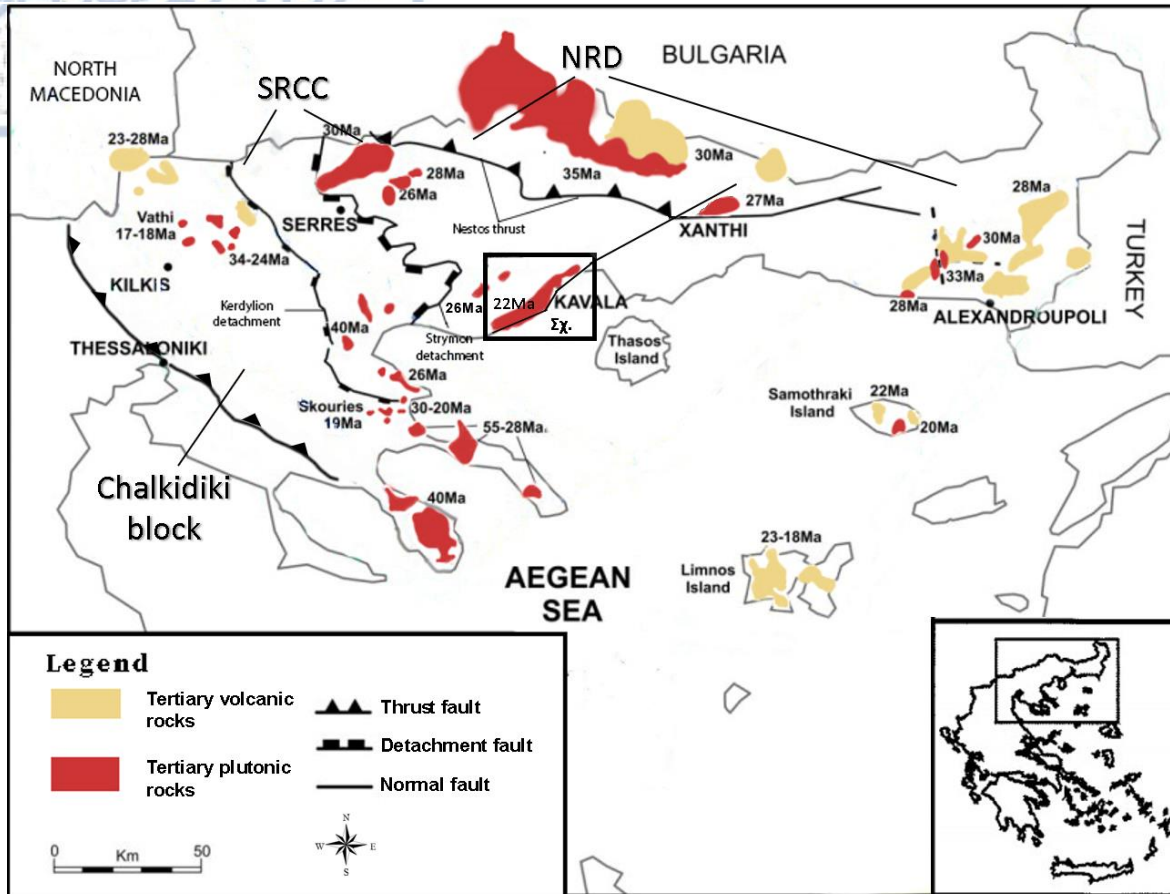 NORTH
MACEDONIA
BULGARIA
NRD
SRCC
23-28Ma
30Ma
28Ma
26Ma
35Ma
30Ma
27Ma
28Ma
Vathi
17-18Ma
SERRES
Nestos thrust
XANTHI
TURKEY
30Ma
34-24Ma
33Ma
KILKIS
Kerdylion
detachment
26Ma
22Ma
KAVALA
Σχ.
28Ma
ALEXANDROUPOLI
40Ma
Strymon
detachment
Thasos
Island
THESSALONIKI
26Ma
Samothraki
Island
22Ma
20Ma
Skouries
19Ma
30-20Ma
55-28Ma
Chalkidiki
block
40Ma
23-18Ma
Limnos
Island
AEGEAN
SEA
Legend
Tertiary volcanic
rocks
Thrust fault
Detachment fault
Tertiary plutonic
rocks
Normal fault
N
W
E
S
0
Km
50